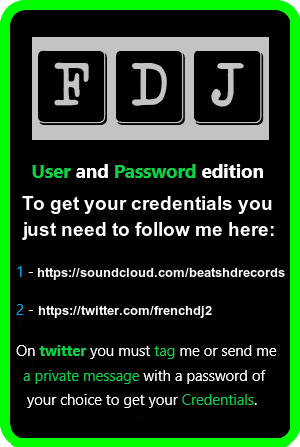 FDJ
User and Password edition
To get your credentials you
just need to follow me here:
1 - https://soundcloud.com/beatshdrecords
2 - https://twitter.com/frenchdj2
On twitter you must tag me or send me
a private message with a password of
your choice to get your Credentials.